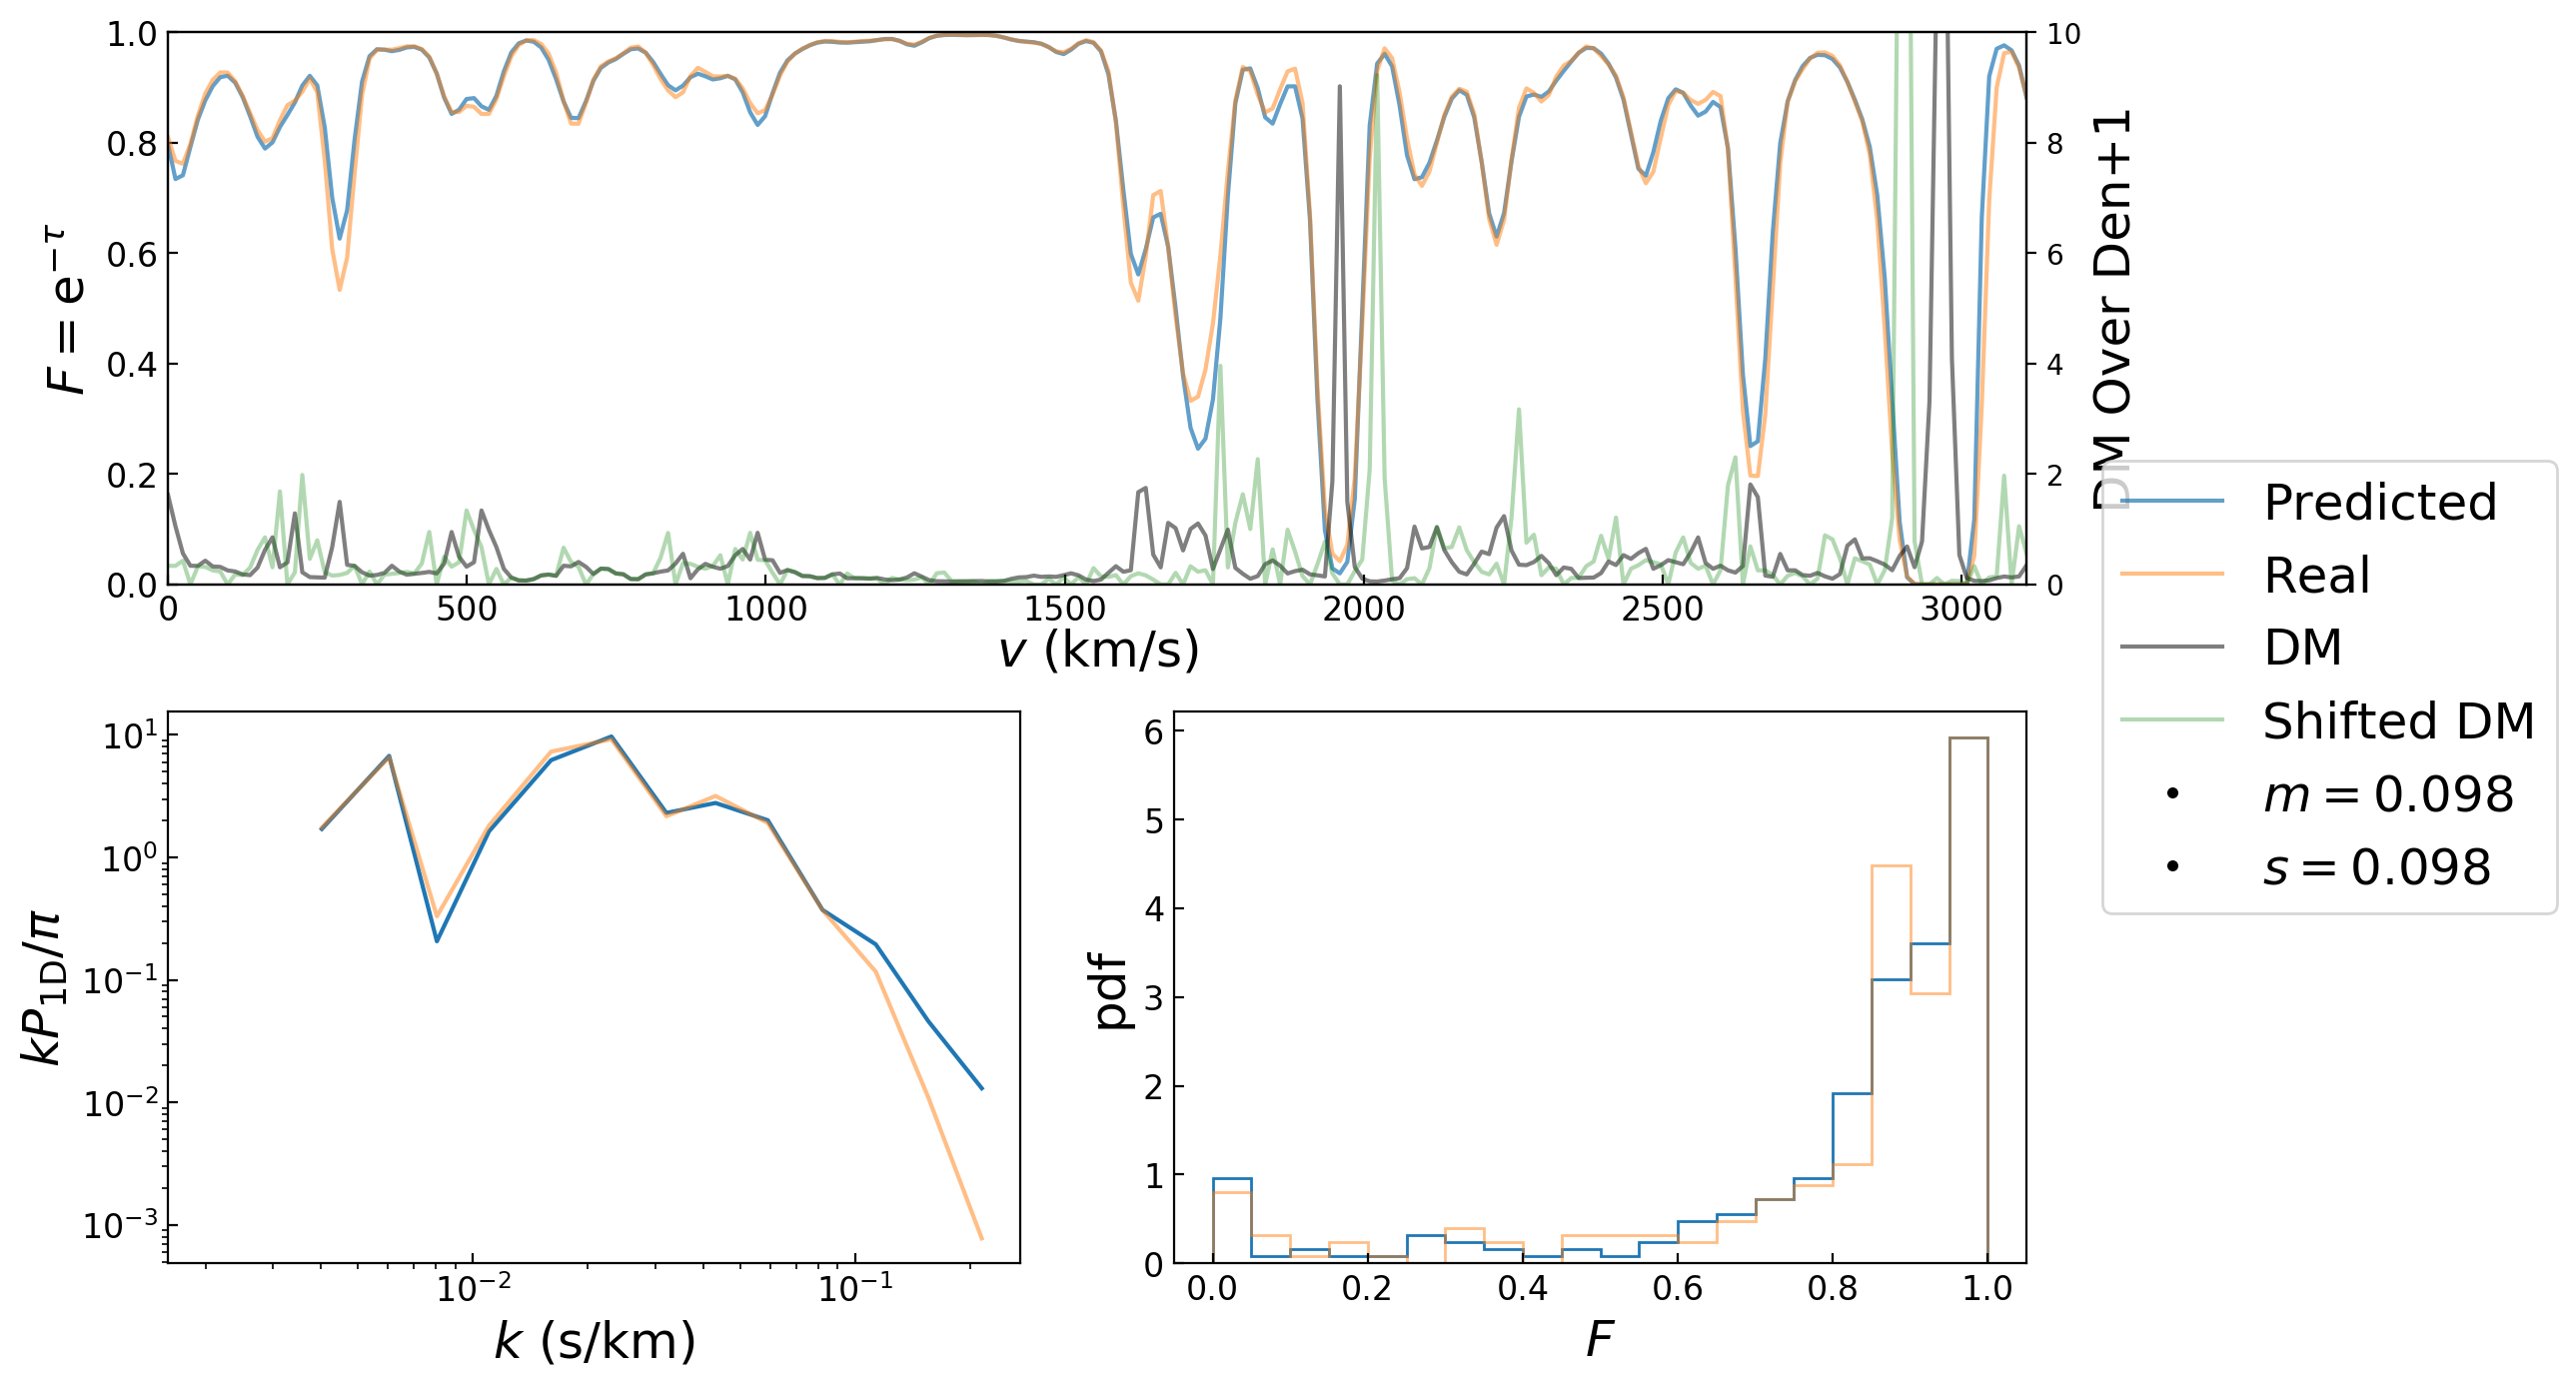 1.0
0.8
0.6
0.4
0.2
0.0
F = e^{−τ}
10
8
6
4
2
0
DM Over Den+1
0 500 1000 1500 2000 2500 3000
v (km/s)
Predicted
Real
DM
Shifted DM
m = 0.098
s = 0.098
10^1
10^0
10^{−1}
10^{−2}
10^{−3}
kP_{1D}/π
10^{−2} 10^{−1}
k (s/km)
6
5
4
3
2
1
0
pdf
0.0 0.2 0.4 0.6 0.8 1.0
F